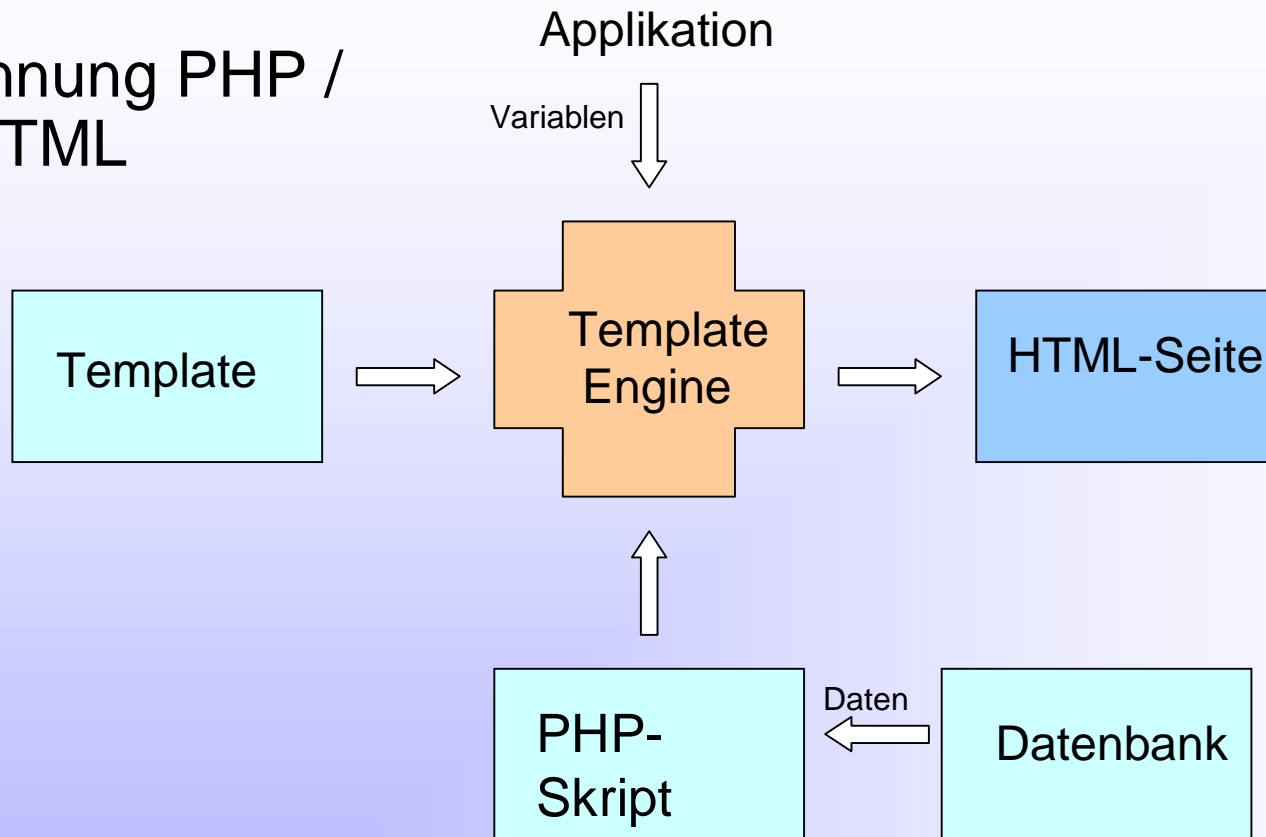 Applikation
nnung PHP /
TML
Variablen
Template
Template
Engine
HTML-Seite
PHP-
Skript
Daten
Datenbank